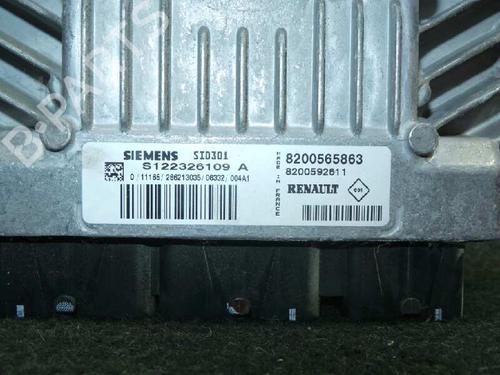 B-PARTS
SIEMENS SID301
S122326109 A
0/11165/286213035/06332/004A1
MADE IN FRANCE
8200565863
8200592611
RENAULT